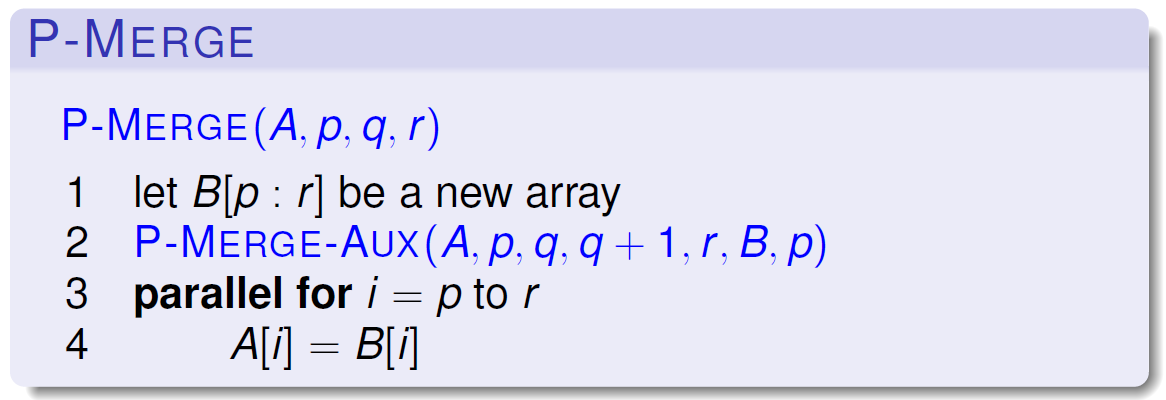 P-MERGE
P-MERGE(A, p, q, r)
1 let B[p : r] be a new array
2 P-MERGE-AUX(A, p, q, q + 1, r, B, p)
3 parallel for i = p to r
4 A[i] = B[i]